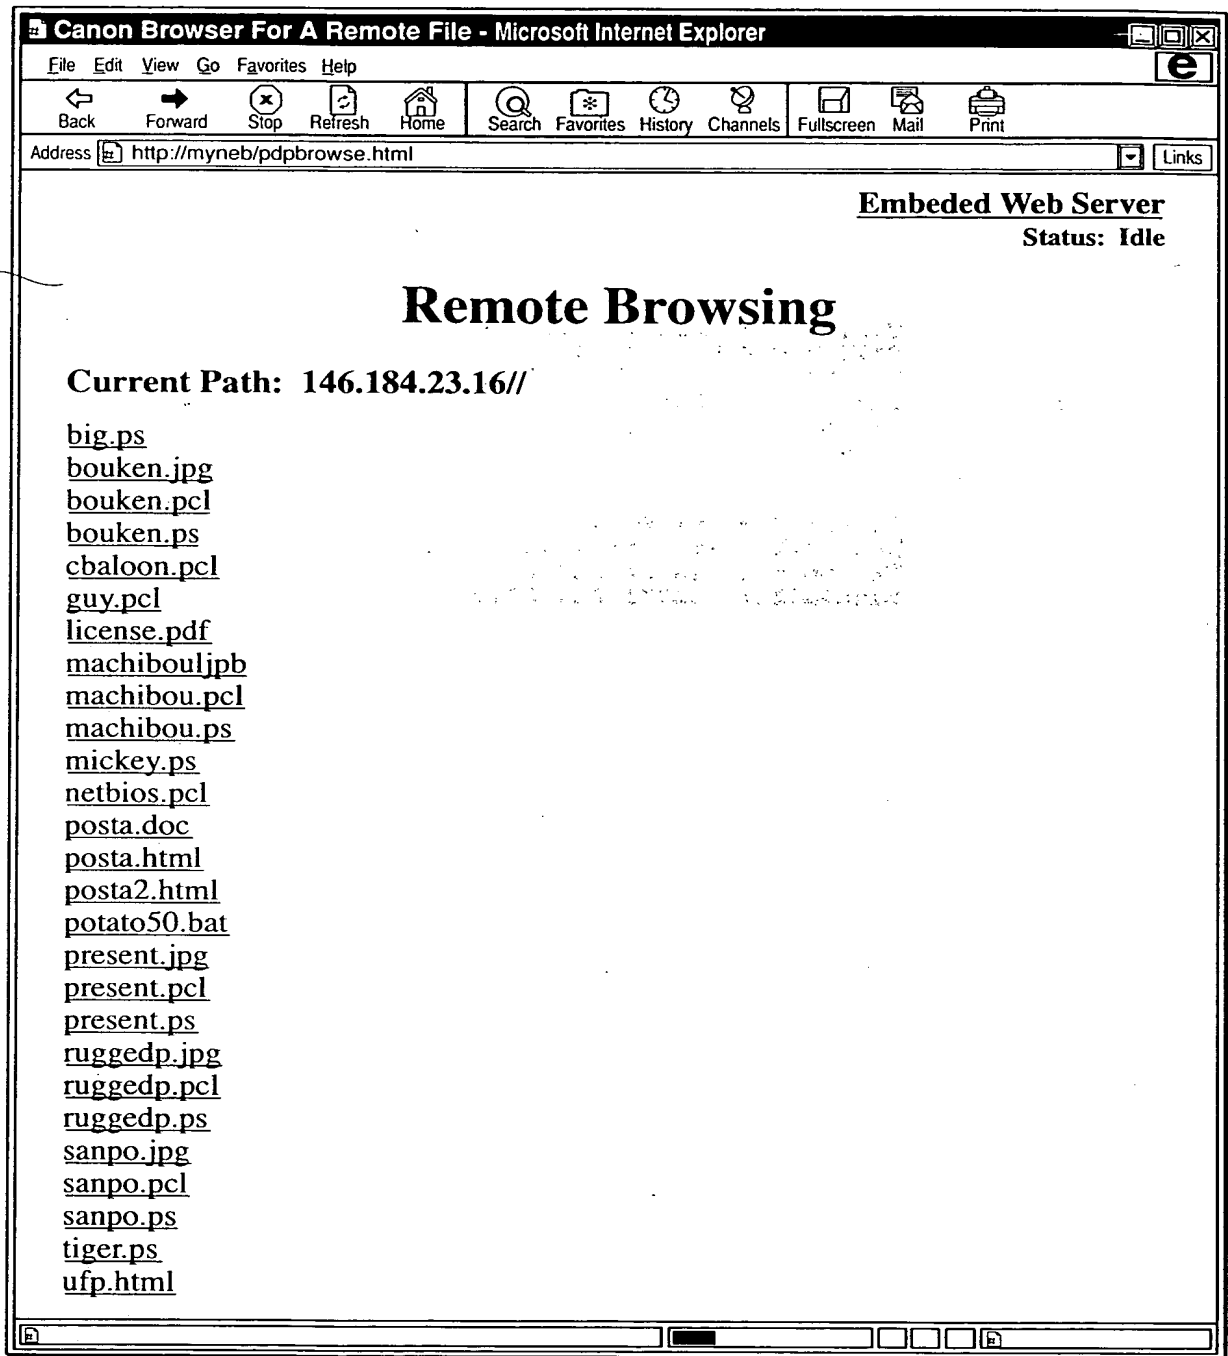 Canon Browser For A Remote File - Microsoft Internet Explorer
File Edit View Go Favorites Help
Back Forward Stop Refresh Home Search Favorites History Channels Fullscreen Mail Print
Address http://myneb/pdpbrowse.html Links
Embeded Web Server
Status: Idle
Remote Browsing
Current Path: 146.184.23.16//
big.ps
bouken.jpg
bouken.pcl
bouken.ps
cbaloon.pcl
guy.pcl
license.pdf
machibouljpb
machibou.pcl
machibou.ps
mickey.ps
netbios.pcl
posta.doc
posta.html
posta2.html
potato50.bat
present.jpg
present.pcl
present.ps
ruggedp.jpg
ruggedp.pcl
ruggedp.ps
sanpo.jpg
sanpo.pcl
sanpo.ps
tiger.ps
ufp.html